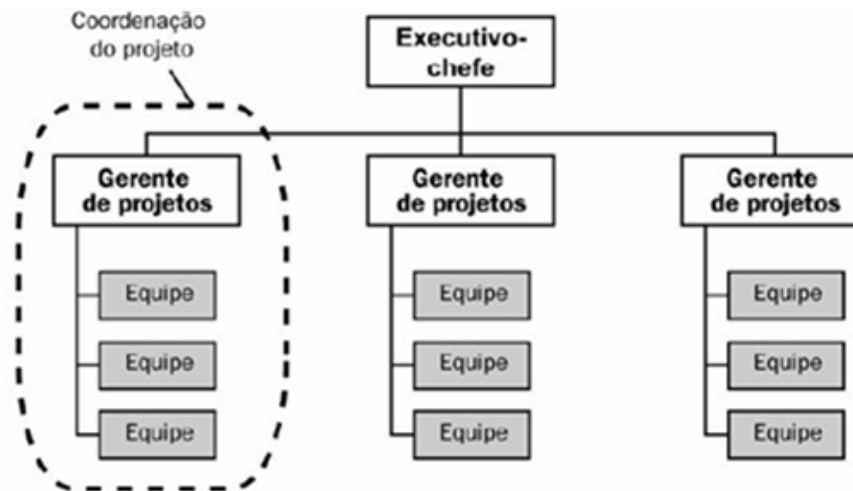 Coordenação
do projeto
Executivo-
chefe
Gerente
de projetos
Gerente
de projetos
Gerente
de projetos
Equipe
Equipe
Equipe
Equipe
Equipe
Equipe
Equipe
Equipe
Equipe